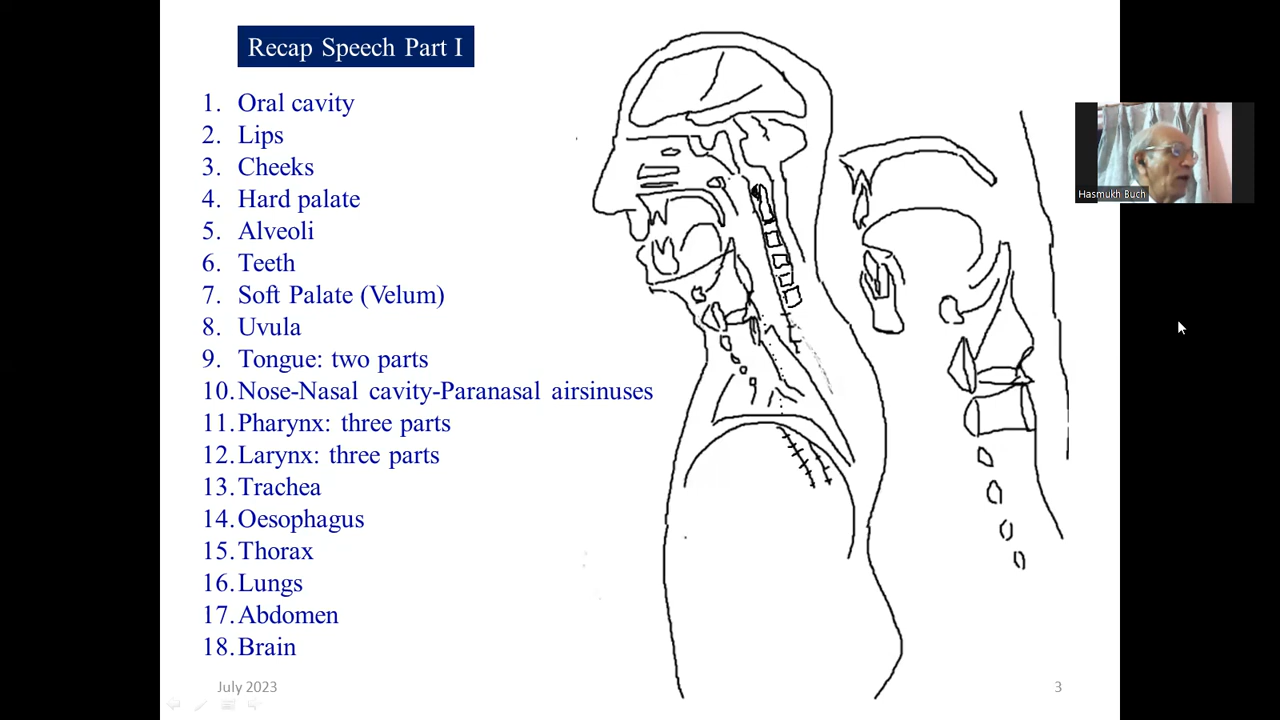 Recap Speech Part I
1. Oral cavity
2. Lips
3. Cheeks
4. Hard palate
5. Alveoli
6. Teeth
7. Soft Palate (Velum)
8. Uvula
9. Tongue: two parts
10. Nose-Nasal cavity-Paranasal airsinuses
11. Pharynx: three parts
12. Larynx: three parts
13. Trachea
14. Oesophagus
15. Thorax
16. Lungs
17. Abdomen
18. Brain
Hasmukh Buch
July 2023
3